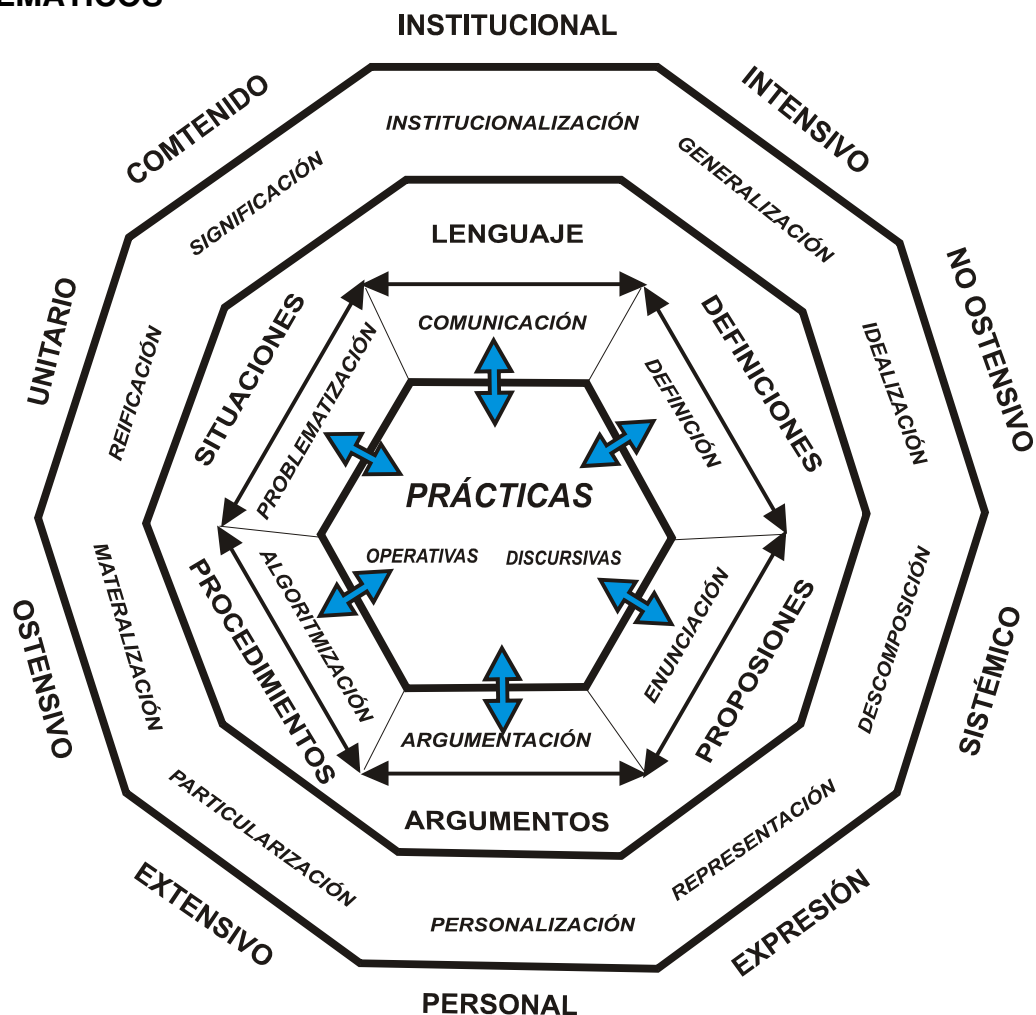 EMÁTICOS
INSTITUCIONAL
COMTENIDO
INTENSIVO
INSTITUCIONALIZACIÓN
SIGNIFICACIÓN
GENERALIZACIÓN
LENGUAJE
UNITARIO
NO OSTENSIVO
SITUACIONES
DEFINICIONES
COMUNICACIÓN
REIFICACIÓN
IDEALIZACIÓN
PROBLEMATIZACIÓN
DEFINICIÓN
PRÁCTICAS
OPERATIVAS DISCURSIVAS
OSTENSIVO
MATERALIZACIÓN
PROCEDIMIENTOS
ALGORITMIZACIÓN
ENUNCIACIÓN
PROPOSIONES
DESCOMPOSICIÓN
SISTÉMICO
ARGUMENTACIÓN
ARGUMENTOS
PARTICULARIZACIÓN
REPRESENTACIÓN
EXTENSIVO
PERSONALIZACIÓN
EXPRESIÓN
PERSONAL